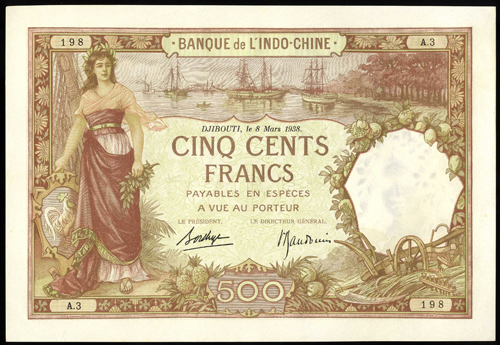 198
· BANQUE de L'INDO-CHINE ·
A.3
DJIBOUTI, le 8 Mars 1938.
CINQ CENTS
FRANCS
PAYABLES EN ESPÈCES
A VUE AU PORTEUR
LE PRÉSIDENT.
LE DIRECTEUR GÉNÉRAL.
A.3
500
198